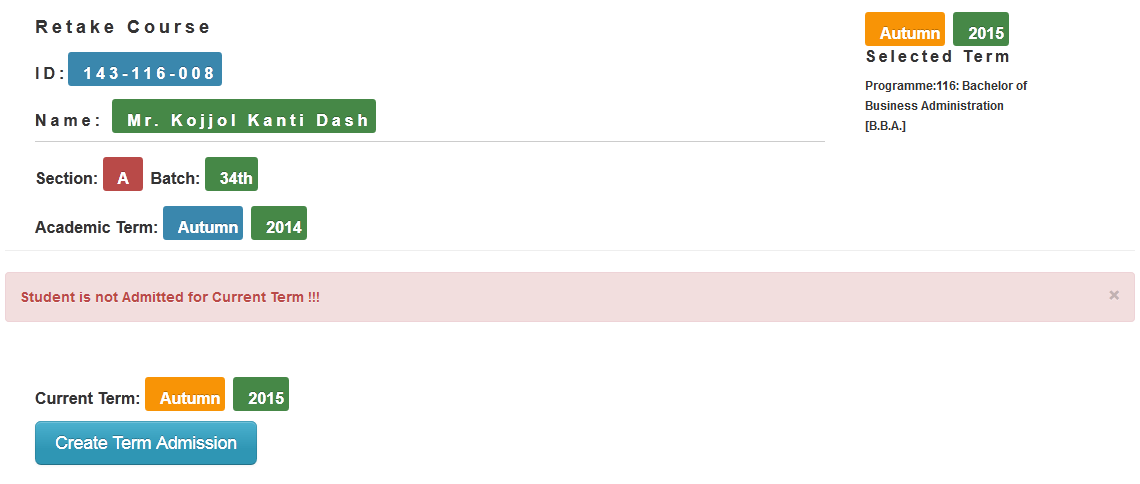 Retake Course
ID: 143-116-008
Name: Mr. Kojjol Kanti Dash
Section: A Batch: 34th
Academic Term: Autumn 2014
Autumn 2015
Selected Term
Programme:116: Bachelor of
Business Administration
[B.B.A.]
Student is not Admitted for Current Term !!! ×
Current Term: Autumn 2015
Create Term Admission